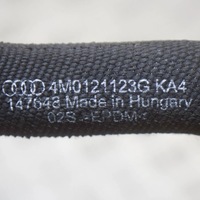 4M0121123G KA4
147648 Made in Hungary
02S >EPDM<